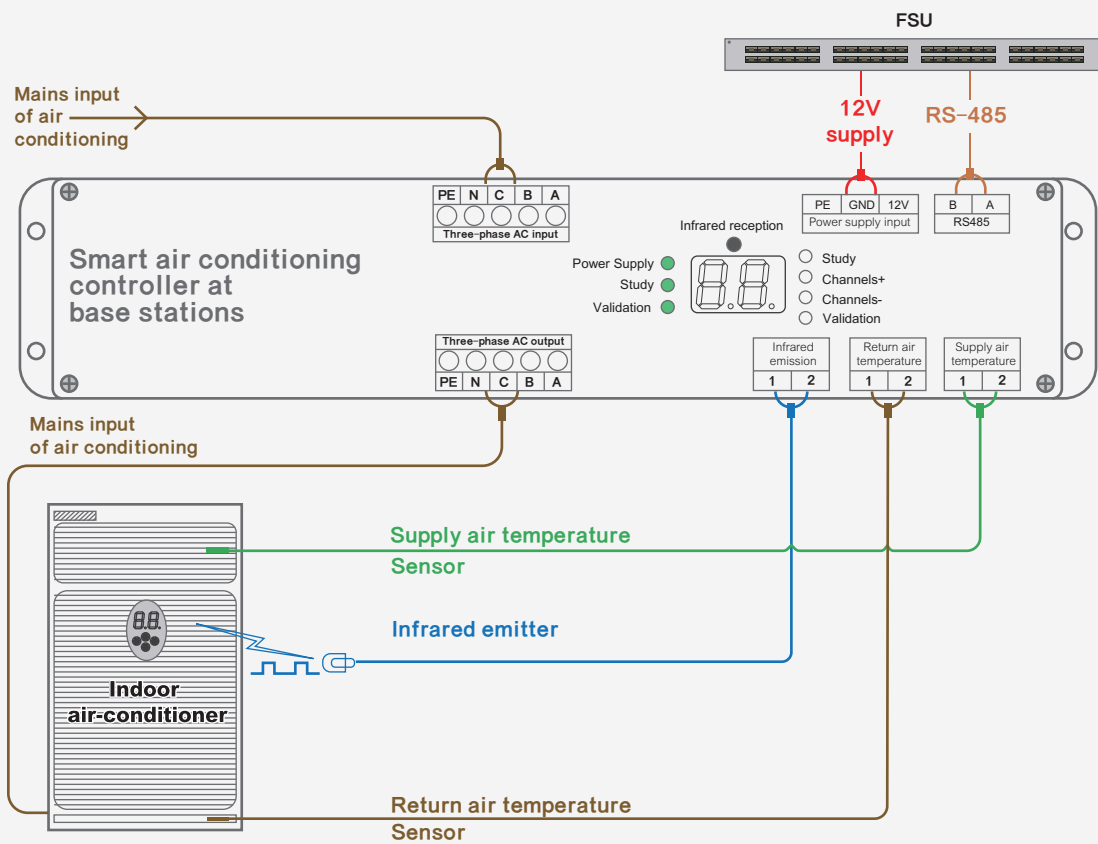 FSU
Mains input
of air
conditioning
12V
supply
RS-485
PE N C B A
Three-phase AC input
PE GND 12V
Power supply input
B A
RS485
Infrared reception
Smart air conditioning
controller at
base stations
Power Supply
Study
Validation
88
Study
Channels+
Channels-
Validation
Three-phase AC output
PE N C B A
Infrared
emission
1 2
Return air
temperature
1 2
Supply air
temperature
1 2
Mains input
of air conditioning
Supply air temperature
Sensor
88
Infrared emitter
Indoor
air-conditioner
Return air temperature
Sensor